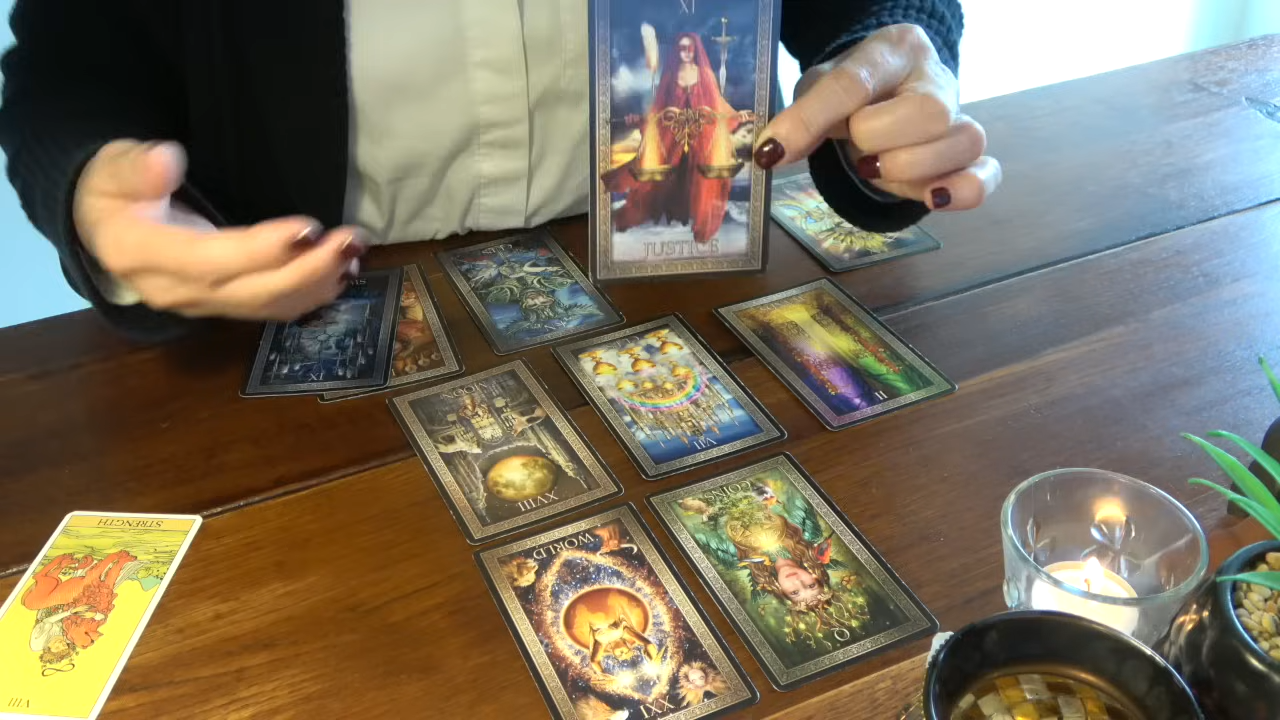 XI
JUSTICE
II
VII
MOON
XVIII
COINS
Q
WORLD
XXI
STRENGTH
VIII